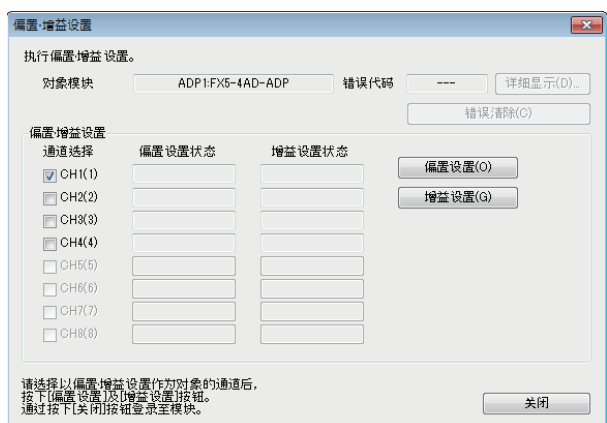 偏置·增益设置
执行偏置·增益设置。
对象模块 ADP1:FX5-4AD-ADP 错误代码 --- 详细显示(D)...
错误清除(C)
偏置·增益设置
通道选择 偏置设置状态 增益设置状态
CH1(1) 偏置设置(O)
CH2(2) 增益设置(G)
CH3(3)
CH4(4)
CH5(5)
CH6(6)
CH7(7)
CH8(8)
请选择以偏置·增益设置作为对象的通道后,
按下[偏置设置]及[增益设置]按钮。
通过按下[关闭]按钮登录至模块。
关闭